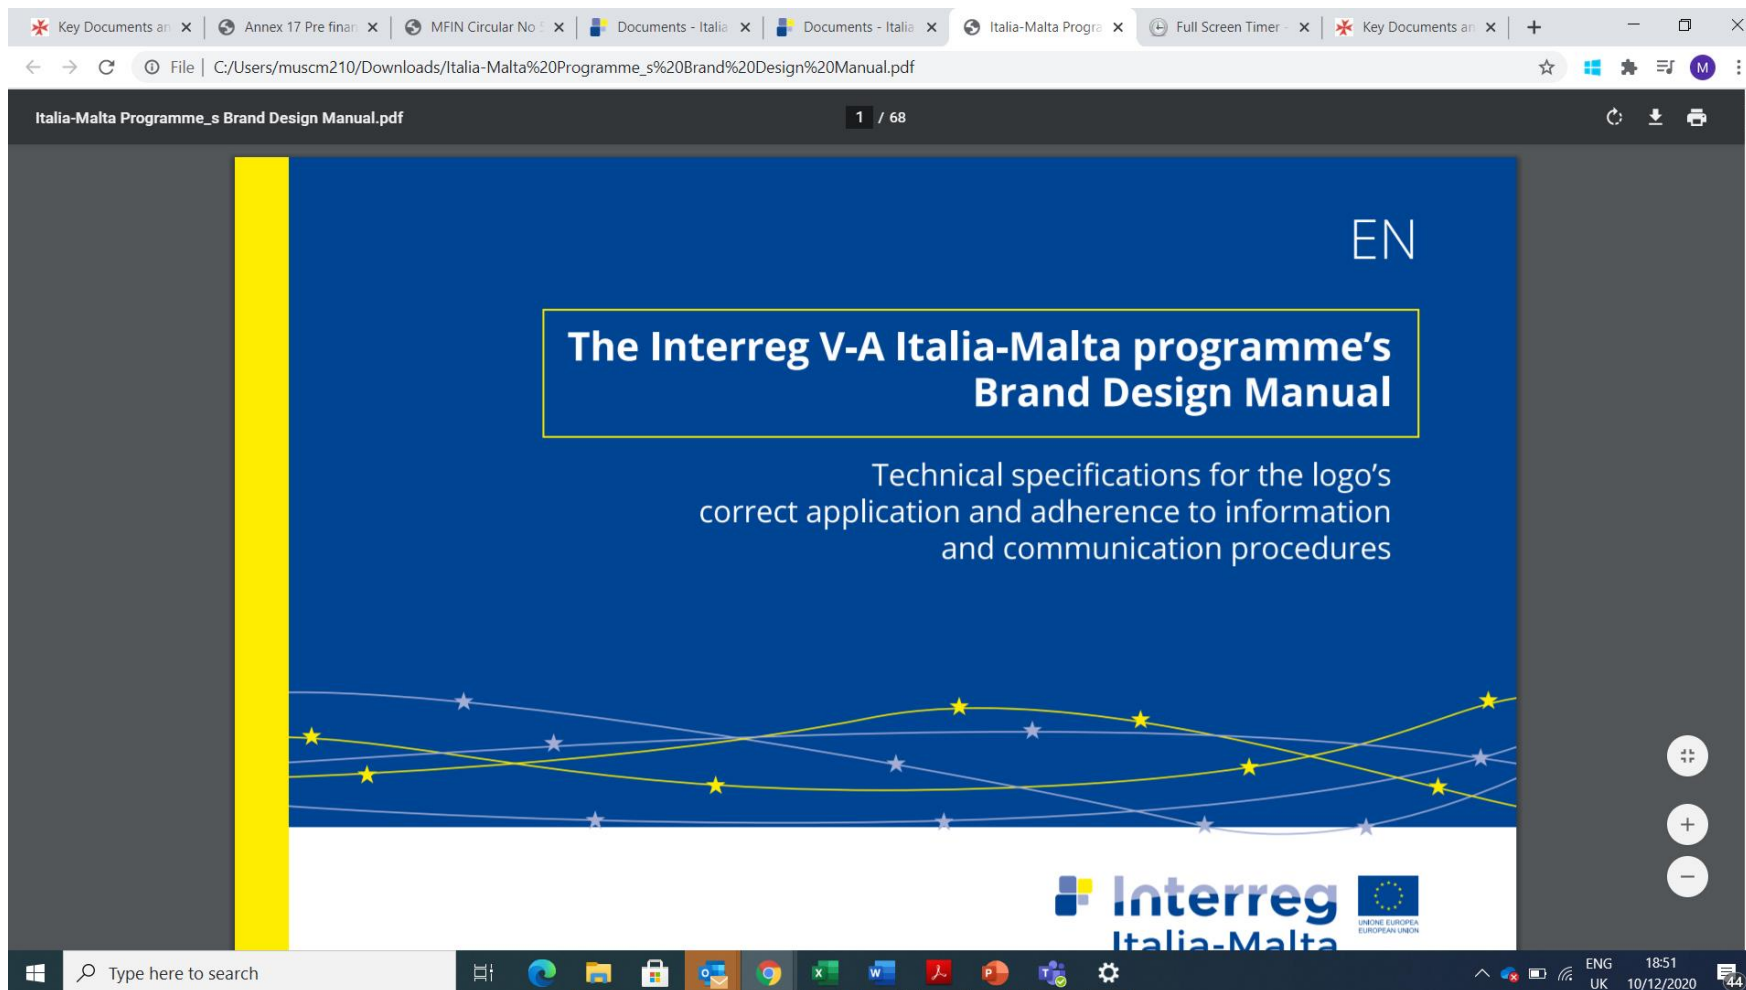 Key Documents an
Annex 17 Pre finan
MFIN Circular No
Documents - Italia
Documents - Italia
Italia-Malta Progra
Full Screen Timer -
Key Documents an
File | C:/Users/muscm210/Downloads/Italia-Malta%20Programme_s%20Brand%20Design%20Manual.pdf
M
Italia-Malta Programme_s Brand Design Manual.pdf
1 / 68
EN
The Interreg V-A Italia-Malta programme's
Brand Design Manual
Technical specifications for the logo's
correct application and adherence to information
and communication procedures
Interreg
UNIONE EUROPEA
EUROPEAN UNION
Italia-Malta
Type here to search
ENG
UK
18:51
10/12/2020
44